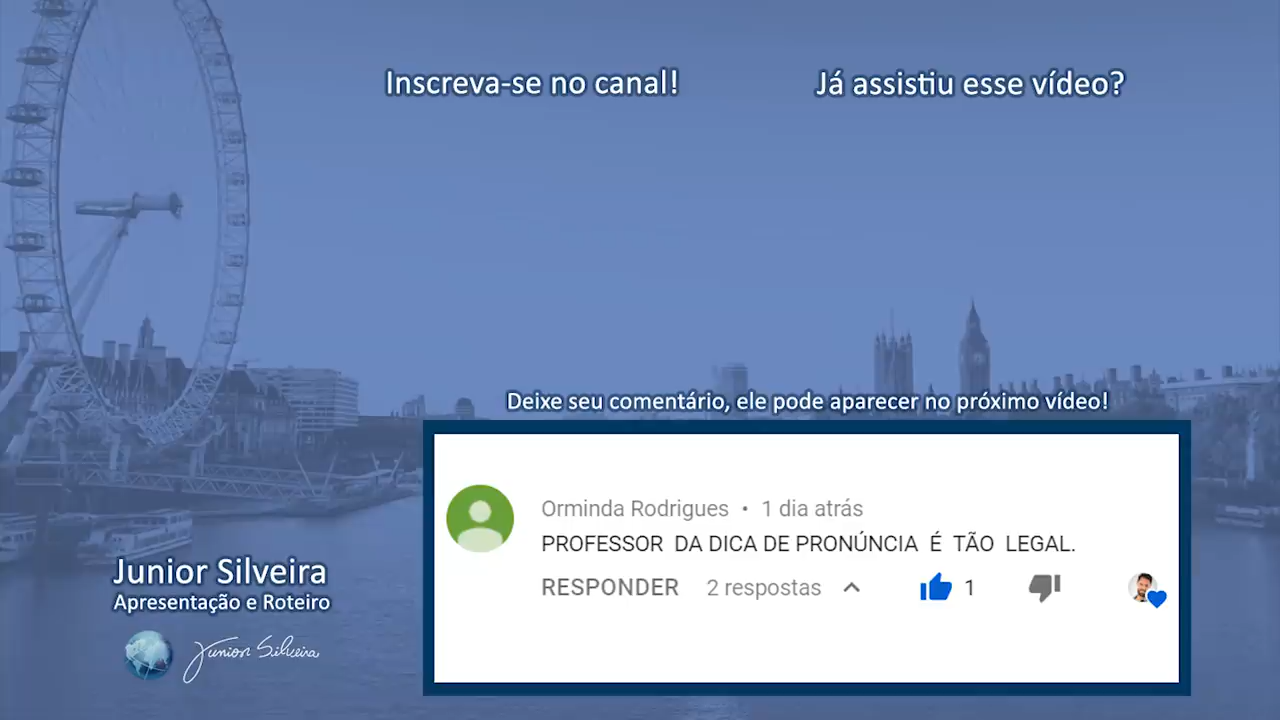 Inscreva-se no canal!
Já assistiu esse vídeo?
Deixe seu comentário, ele pode aparecer no próximo vídeo!
Orminda Rodrigues • 1 dia atrás
PROFESSOR DA DICA DE PRONÚNCIA É TÃO LEGAL.
RESPONDER 2 respostas 1
Junior Silveira
Apresentação e Roteiro
Junior Silveira